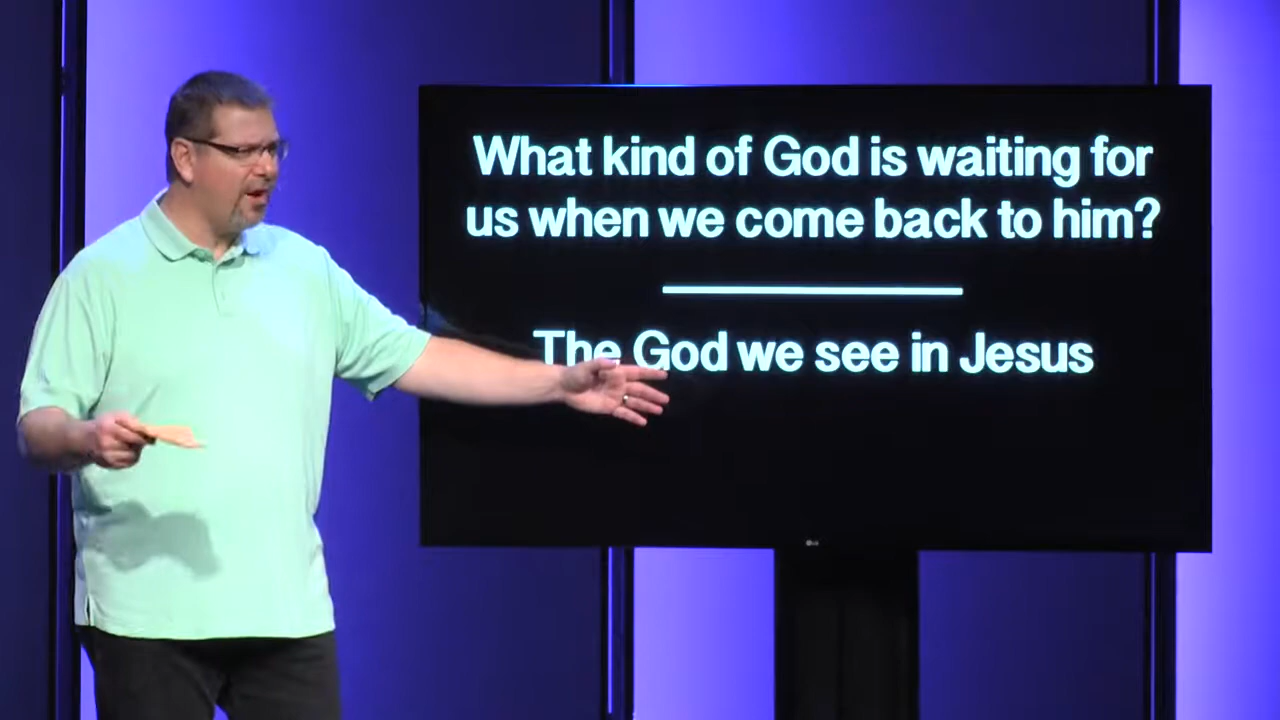 What kind of God is waiting for
us when we come back to him?
The God we see in Jesus